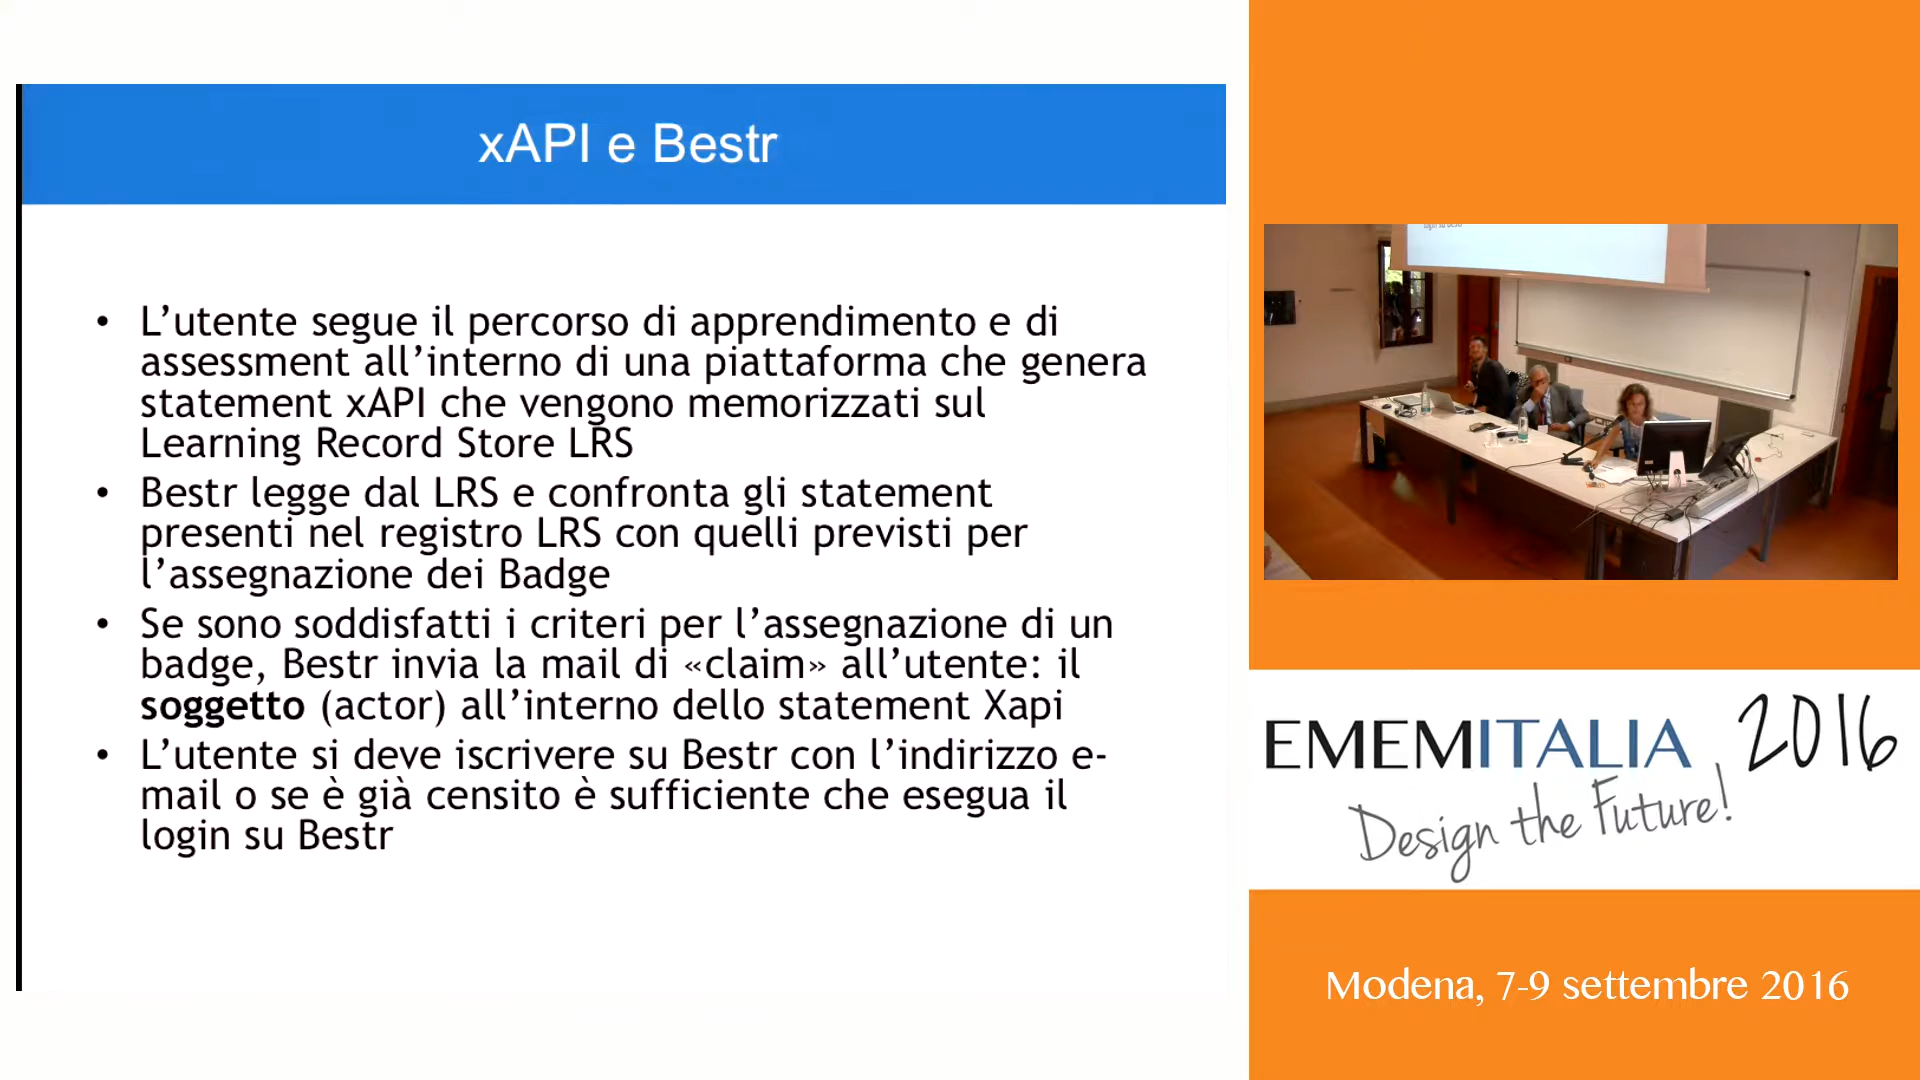 xAPI e Bestr
• L’utente segue il percorso di apprendimento e di
assessment all’interno di una piattaforma che genera
statement xAPI che vengono memorizzati sul
Learning Record Store LRS
• Bestr legge dal LRS e confronta gli statement
presenti nel registro LRS con quelli previsti per
l’assegnazione dei Badge
• Se sono soddisfatti i criteri per l’assegnazione di un
badge, Bestr invia la mail di «claim» all’utente: il
soggetto (actor) all’interno dello statement Xapi
• L’utente si deve iscrivere su Bestr con l’indirizzo e-
mail o se è già censito è sufficiente che esegua il
login su Bestr
login su Bestr
EMEMITALIA 2016
Design the Future!
Modena, 7-9 settembre 2016